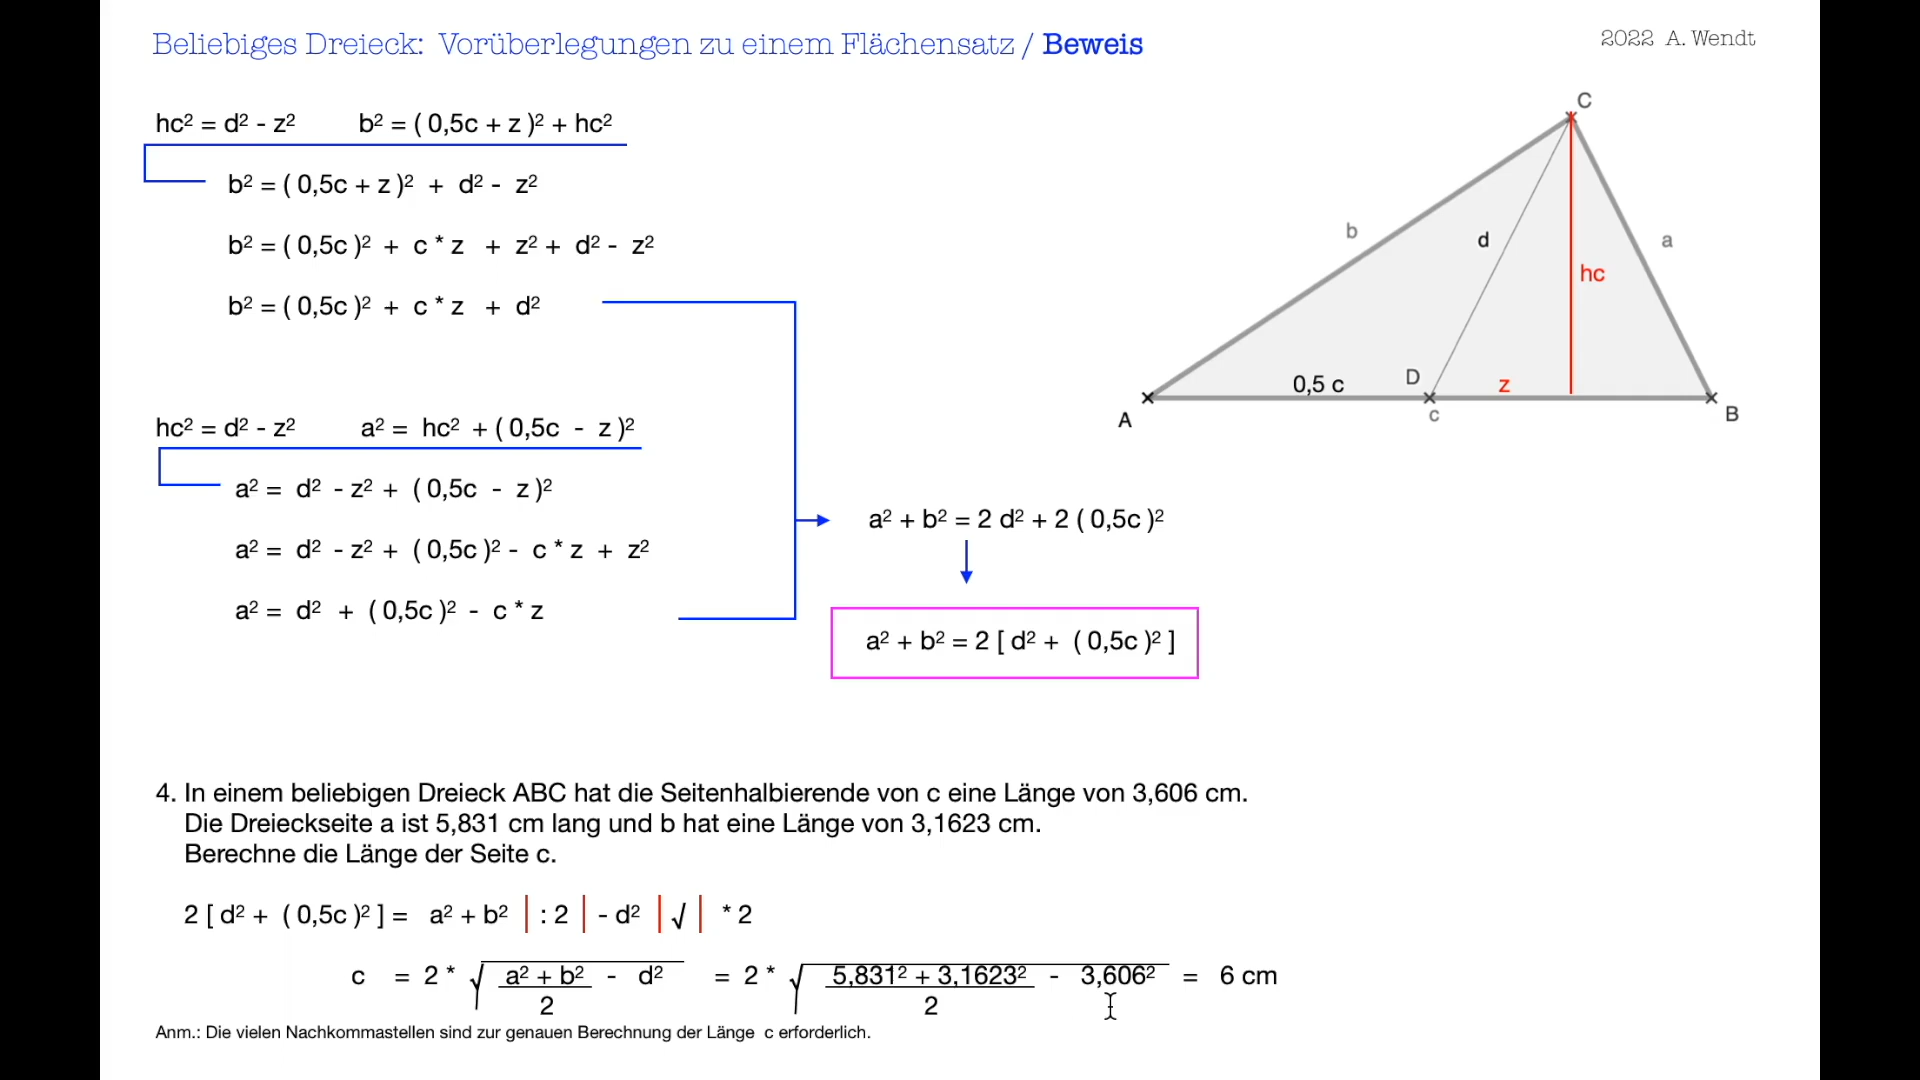 Beliebiges Dreieck: Vorüberlegungen zu einem Flächensatz / Beweis
2022 A. Wendt
hc² = d² - z² b² = ( 0,5c + z )² + hc²
b² = ( 0,5c + z )² + d² - z²
b² = ( 0,5c )² + c * z + z² + d² - z²
b² = ( 0,5c )² + c * z + d²
C
b
d
a
hc
0,5 c
D
z
A
c
B
hc² = d² - z² a² = hc² + ( 0,5c - z )²
a² = d² - z² + ( 0,5c - z )²
a² = d² - z² + ( 0,5c )² - c * z + z²
a² = d² + ( 0,5c )² - c * z
a² + b² = 2 d² + 2 ( 0,5c )²
a² + b² = 2 [ d² + ( 0,5c )² ]
4. In einem beliebigen Dreieck ABC hat die Seitenhalbierende von c eine Länge von 3,606 cm.
Die Dreieckseite a ist 5,831 cm lang und b hat eine Länge von 3,1623 cm.
Berechne die Länge der Seite c.
2 [ d² + ( 0,5c )² ] = a² + b² | : 2 | - d² | √ | * 2
c = 2 * √ a² + b² - d² = 2 * √ 5,831² + 3,1623² - 3,606² = 6 cm
2 2
Anm.: Die vielen Nachkommastellen sind zur genauen Berechnung der Länge c erforderlich.